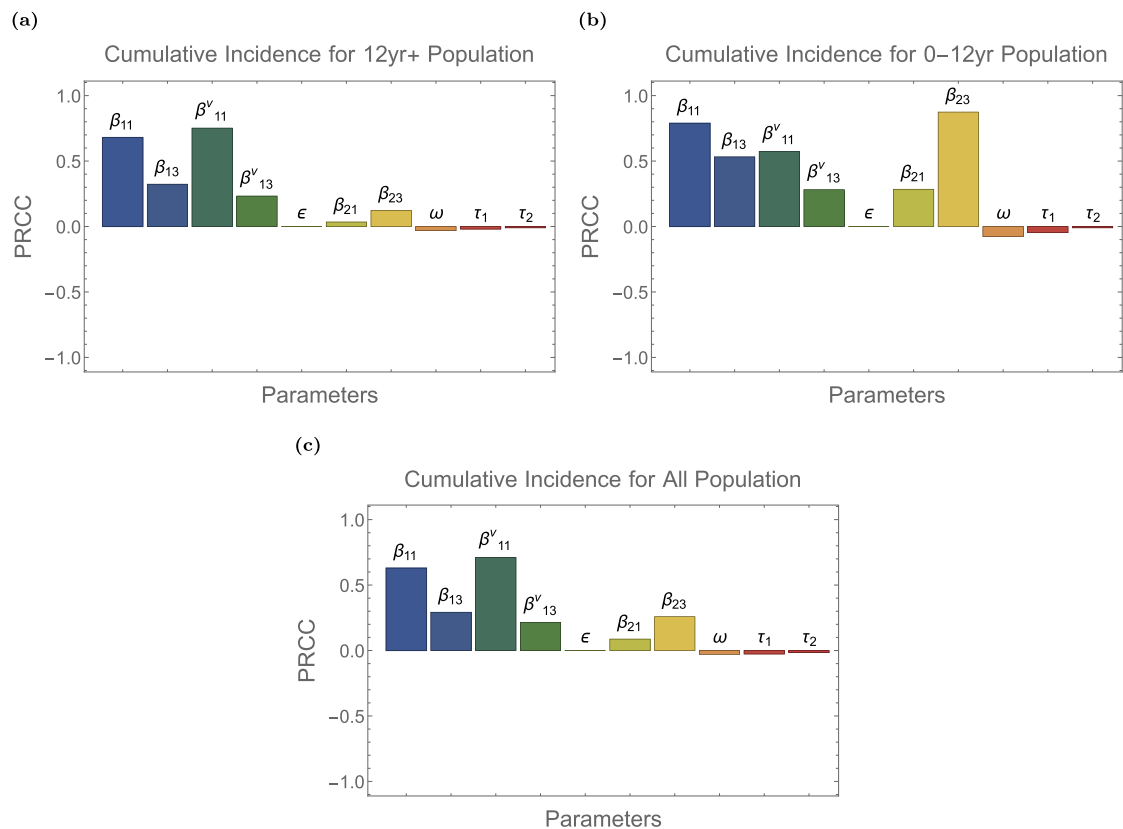 (a)
Cumulative Incidence for 12yr+ Population
PRCC
1.0
0.5
0.0
−0.5
−1.0
β11
β13
βv11
βv13
ϵ
β21
β23
ω
τ1
τ2
Parameters
(b)
Cumulative Incidence for 0–12yr Population
PRCC
1.0
0.5
0.0
−0.5
−1.0
β11
β13
βv11
βv13
ϵ
β21
β23
ω
τ1
τ2
Parameters
(c)
Cumulative Incidence for All Population
PRCC
1.0
0.5
0.0
−0.5
−1.0
β11
β13
βv11
βv13
ϵ
β21
β23
ω
τ1
τ2
Parameters